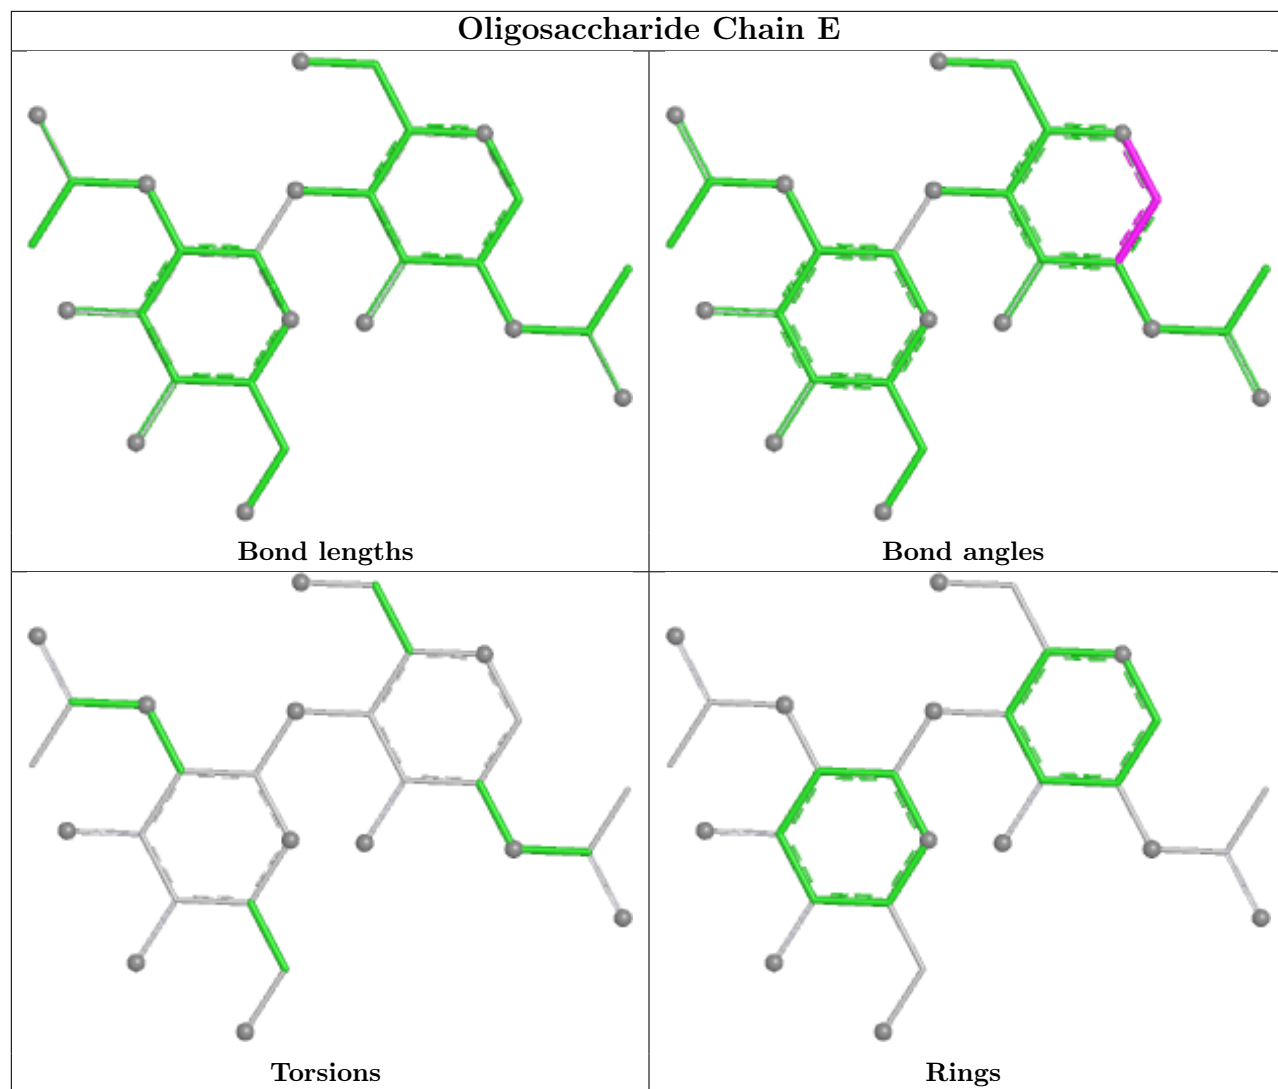 Oligosaccharide Chain E
Bond lengths
Bond angles
Torsions
Rings